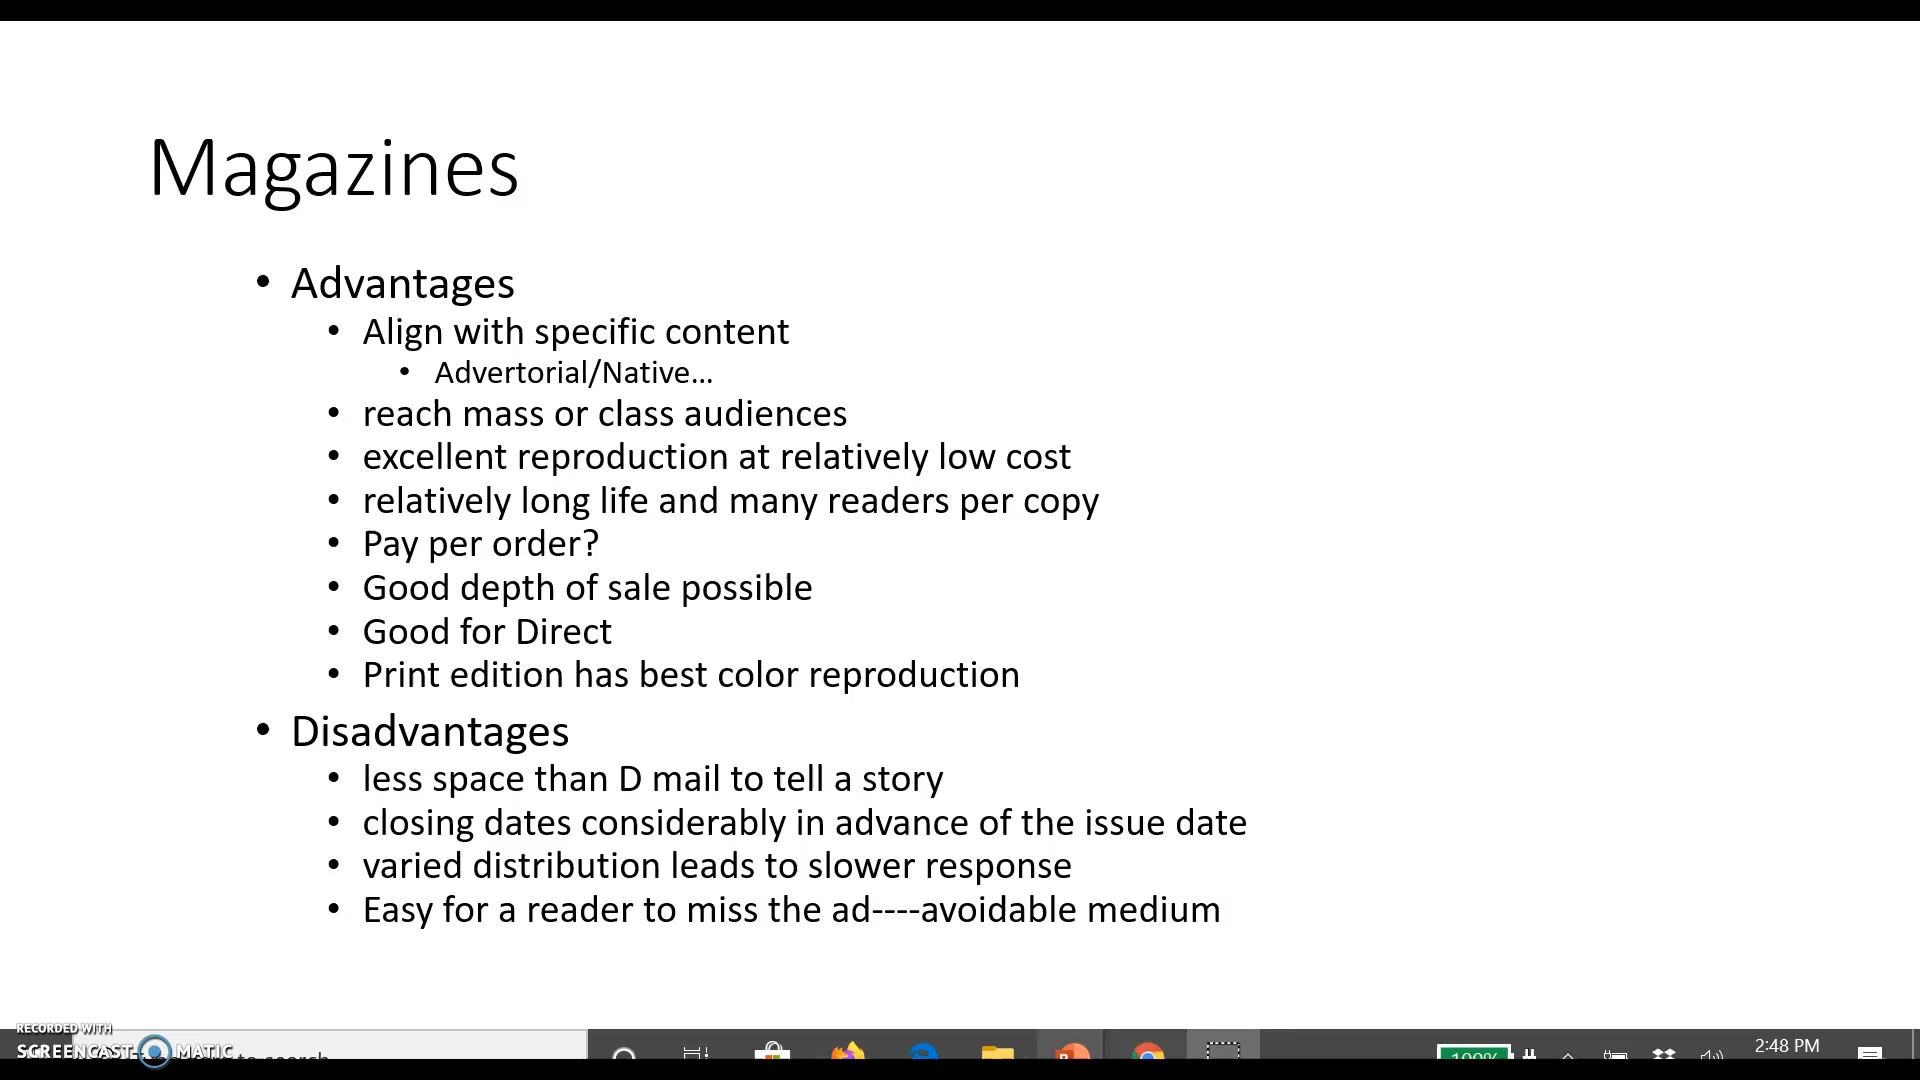 Magazines
• Advantages
• Align with specific content
• Advertorial/Native...
• reach mass or class audiences
• excellent reproduction at relatively low cost
• relatively long life and many readers per copy
• Pay per order?
• Good depth of sale possible
• Good for Direct
• Print edition has best color reproduction
• Disadvantages
• less space than D mail to tell a story
• closing dates considerably in advance of the issue date
• varied distribution leads to slower response
• Easy for a reader to miss the ad----avoidable medium
RECORDED WITH
SCREENCAST-O-MATIC
to search
100%
2:48 PM